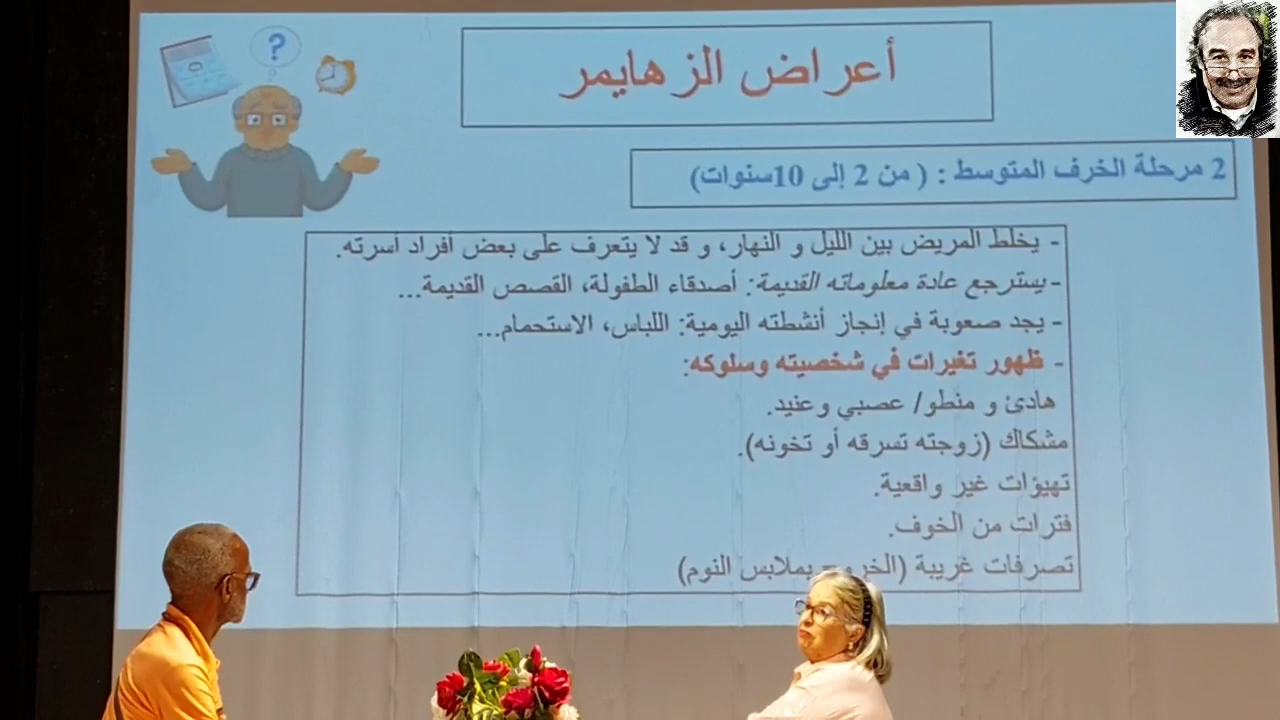 أعراض الزهايمر
2 مرحلة الخرف المتوسط : ( من 2 إلى 10سنوات)
- يخلط المريض بين الليل و النهار، و قد لا يتعرف على بعض أفراد أسرته.
- يسترجع عادة معلوماته القديمة: أصدقاء الطفولة، القصص القديمة...
- يجد صعوبة في إنجاز أنشطته اليومية: اللباس، الاستحمام...
- ظهور تغيرات في شخصيته وسلوكه:
هادئ و منطو/ عصبي وعنيد.
مشكاك (زوجته تسرقه أو تخونه).
تهيؤات غير واقعية.
فترات من الخوف.
تصرفات غريبة (الخروج بملابس النوم)
?